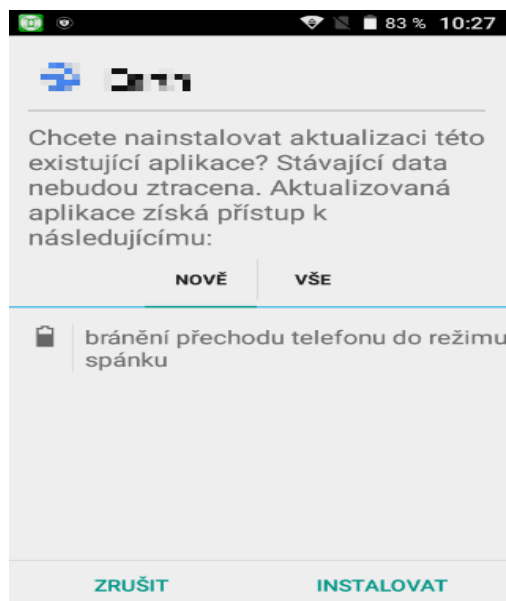 83 % 10:27
Chcete nainstalovat aktualizaci této
existující aplikace? Stávající data
nebudou ztracena. Aktualizovaná
aplikace získá přístup k
následujícímu:
NOVĚ VŠE
bránění přechodu telefonu do režimu
spánku
ZRUŠIT INSTALOVAT